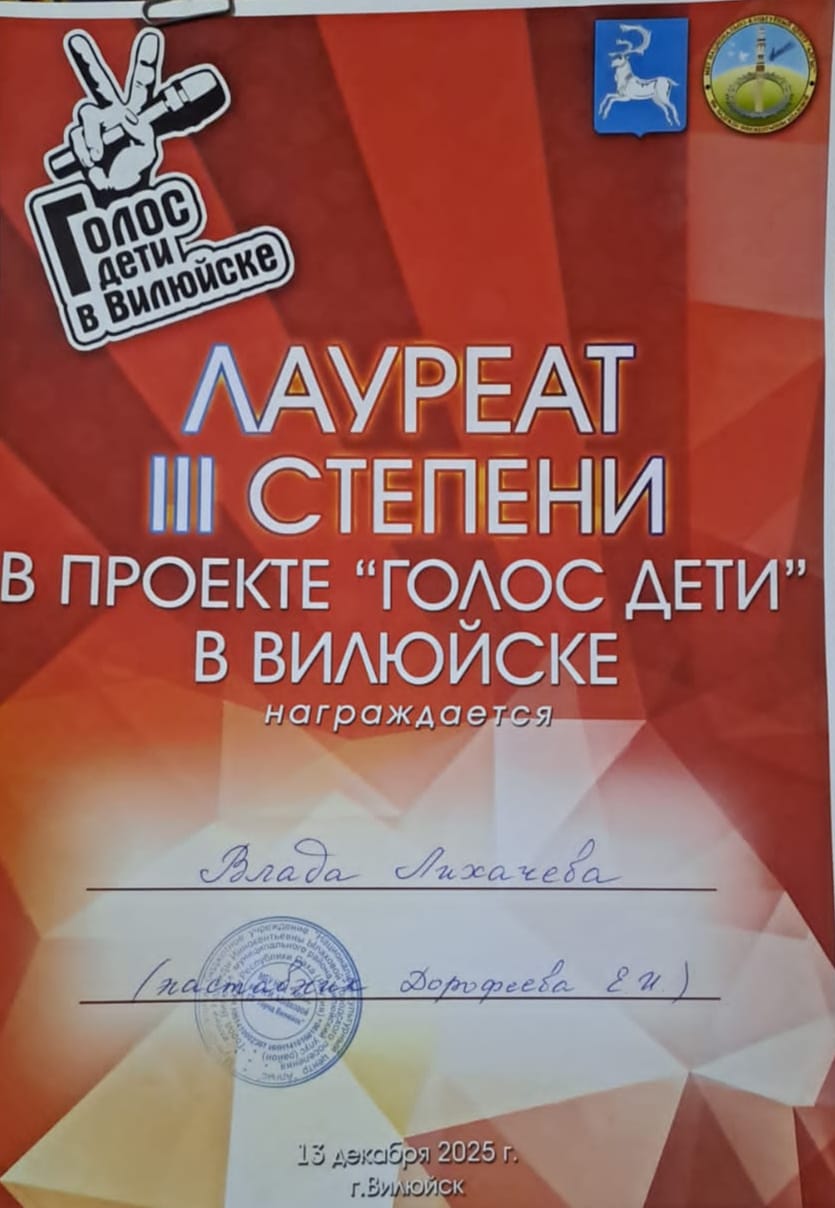 Голос
дети
в Вилюйске
ЛАУРЕАТ
III СТЕПЕНИ
В ПРОЕКТЕ “ГОЛОС ДЕТИ”
В ВИЛЮЙСКЕ
награждается
Влада Лихачева
(наставник Дорофеева Е.И.)
13 декабря 2025 г.
г.Вилюйск